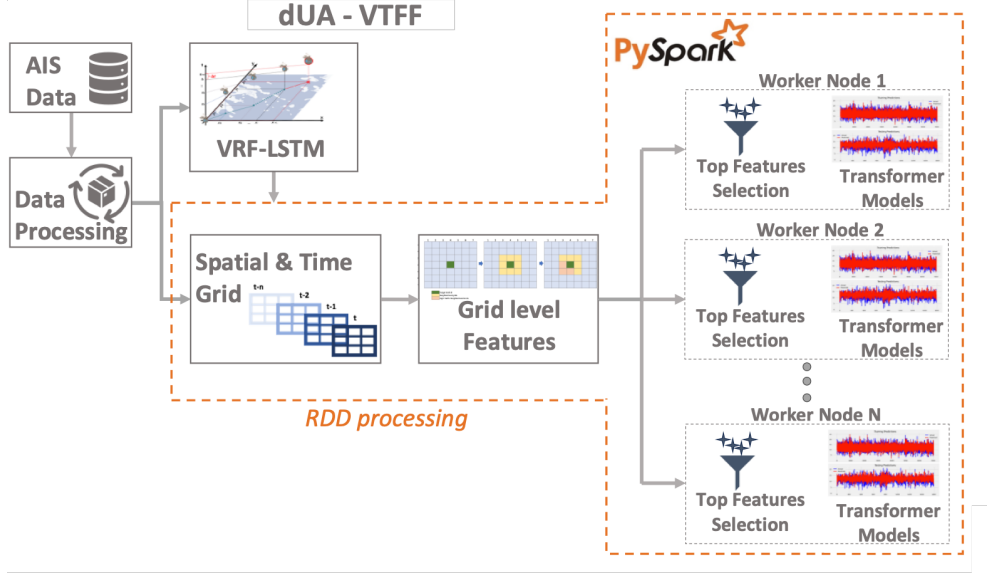 dUA - VTFF
AIS
Data
Data
Processing
VRF-LSTM
Spatial & Time
Grid
t-n
t-2
t-1
t
Grid level
Features
RDD processing
PySpark
Worker Node 1
Top Features
Selection
Transformer
Models
Worker Node 2
Top Features
Selection
Transformer
Models
Worker Node N
Top Features
Selection
Transformer
Models